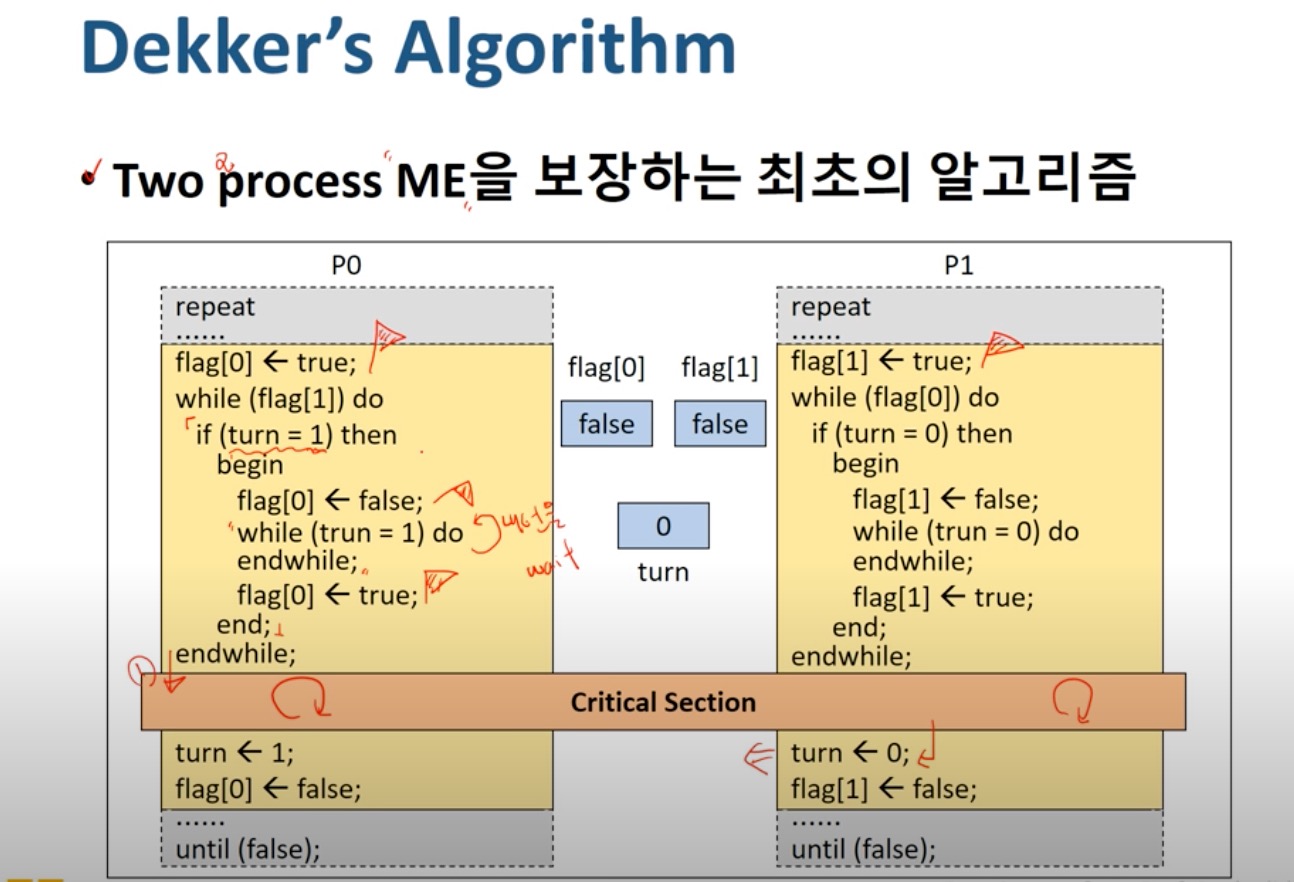 Dekker's Algorithm
Two process ME을 보장하는 최초의 알고리즘
2
" "
P0
repeat
......
flag[0] ← true;
while (flag[1]) do
if (turn = 1) then
begin
flag[0] ← false;
while (trun = 1) do
endwhile;
flag[0] ← true;
end;
endwhile;
flag[0] flag[1]
false false
0
turn
wait
P1
repeat
......
flag[1] ← true;
while (flag[0]) do
if (turn = 0) then
begin
flag[1] ← false;
while (trun = 0) do
endwhile;
flag[1] ← true;
end;
endwhile;
①
Critical Section
turn ← 1;
flag[0] ← false;
......
until (false);
turn ← 0;
flag[1] ← false;
......
until (false);